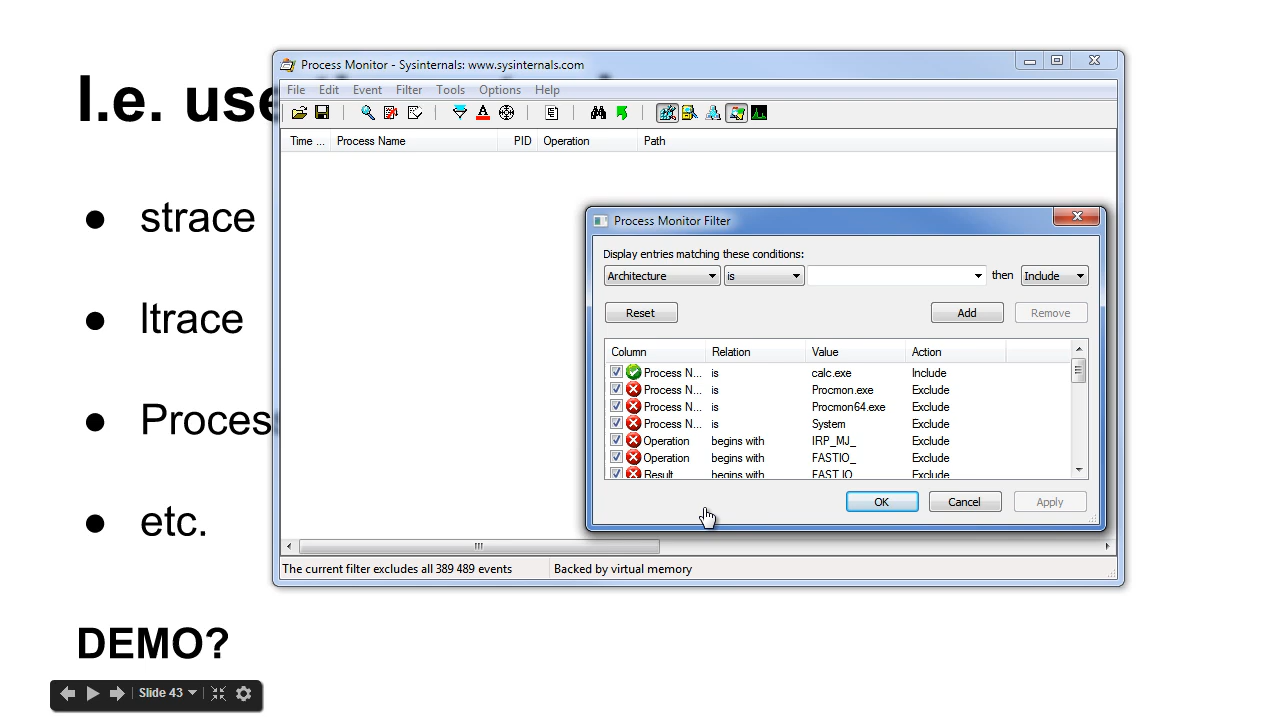 I.e. use
● strace
● ltrace
● Proces
● etc.
DEMO?
Slide 43
Process Monitor - Sysinternals: www.sysinternals.com
File Edit Event Filter Tools Options Help
Time ... Process Name PID Operation Path
Process Monitor Filter
Display entries matching these conditions:
Architecture is then Include
Reset Add Remove
Column Relation Value Action
Process N... is calc.exe Include
Process N... is Procmon.exe Exclude
Process N... is Procmon64.exe Exclude
Process N... is System Exclude
Operation begins with IRP_MJ_ Exclude
Operation begins with FASTIO_ Exclude
Result begins with FAST IO Exclude
OK Cancel Apply
The current filter excludes all 389 489 events Backed by virtual memory